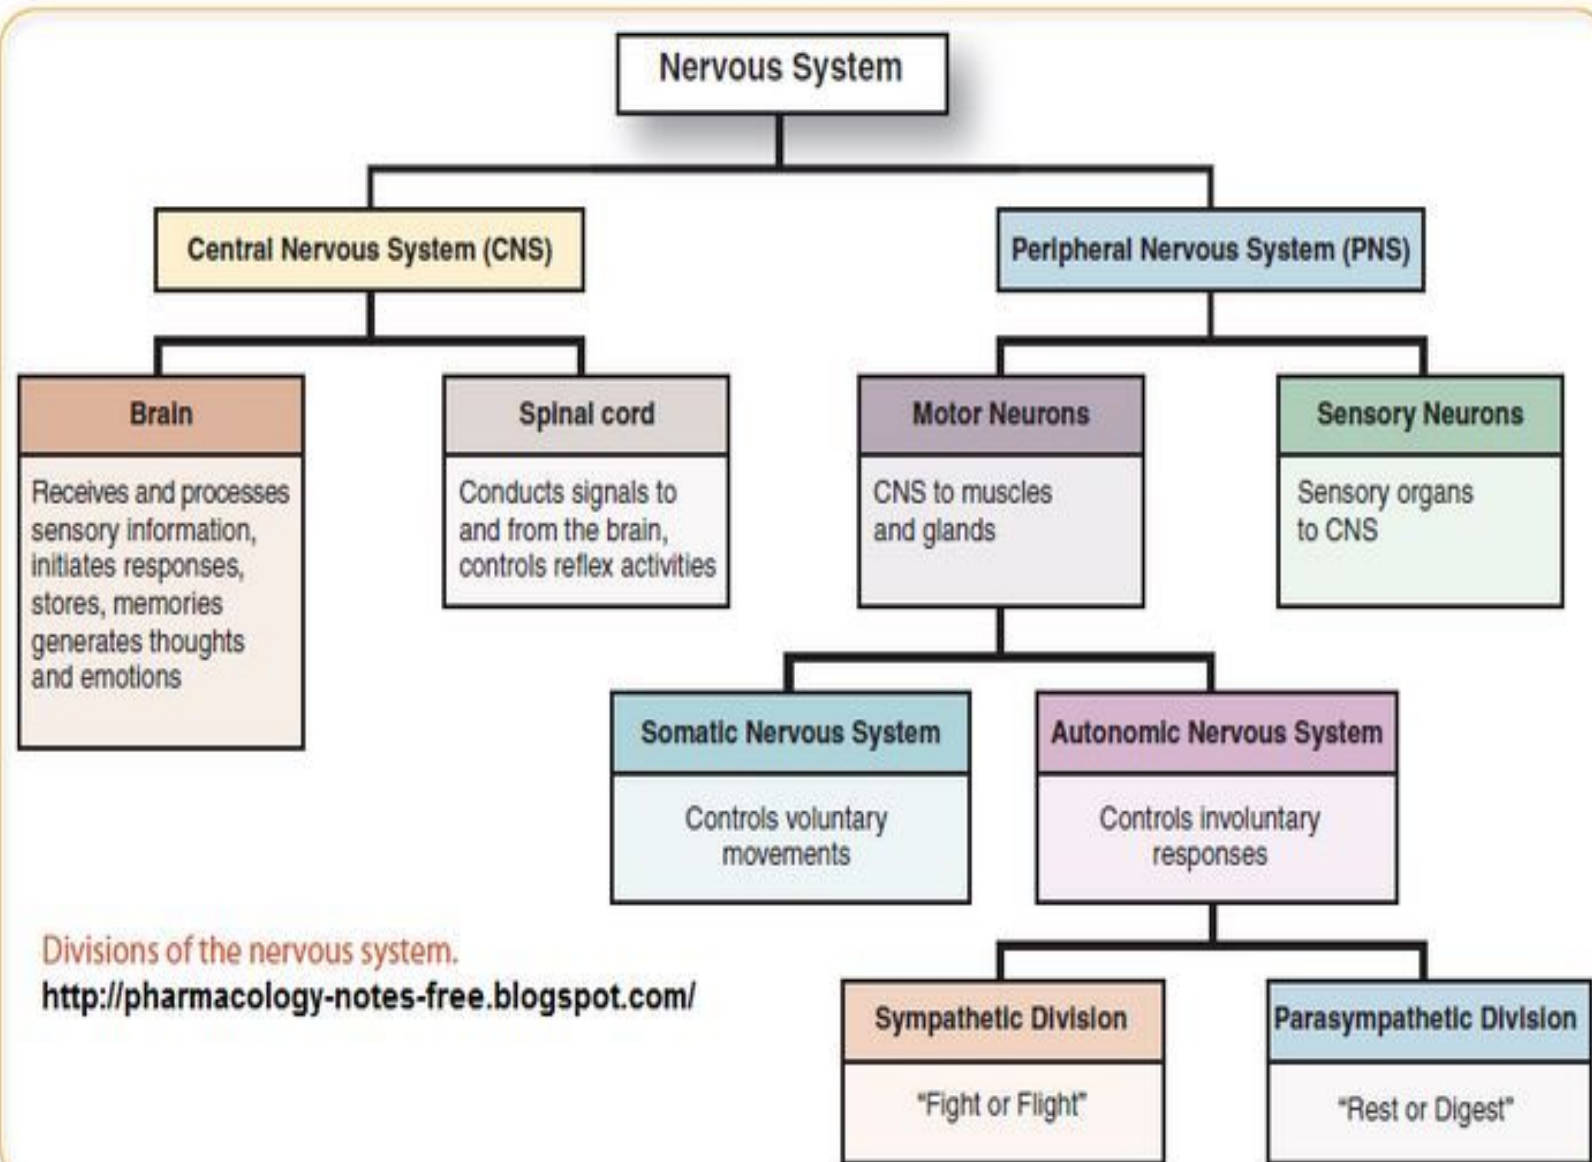 Nervous System
Central Nervous System (CNS)
Peripheral Nervous System (PNS)
Brain
Receives and processes
sensory information,
initiates responses,
stores, memories
generates thoughts
and emotions
Spinal cord
Conducts signals to
and from the brain,
controls reflex activities
Motor Neurons
CNS to muscles
and glands
Sensory Neurons
Sensory organs
to CNS
Somatic Nervous System
Controls voluntary
movements
Autonomic Nervous System
Controls involuntary
responses
Sympathetic Division
“Fight or Flight”
Parasympathetic Division
“Rest or Digest”
Divisions of the nervous system.
http://pharmacology-notes-free.blogspot.com/